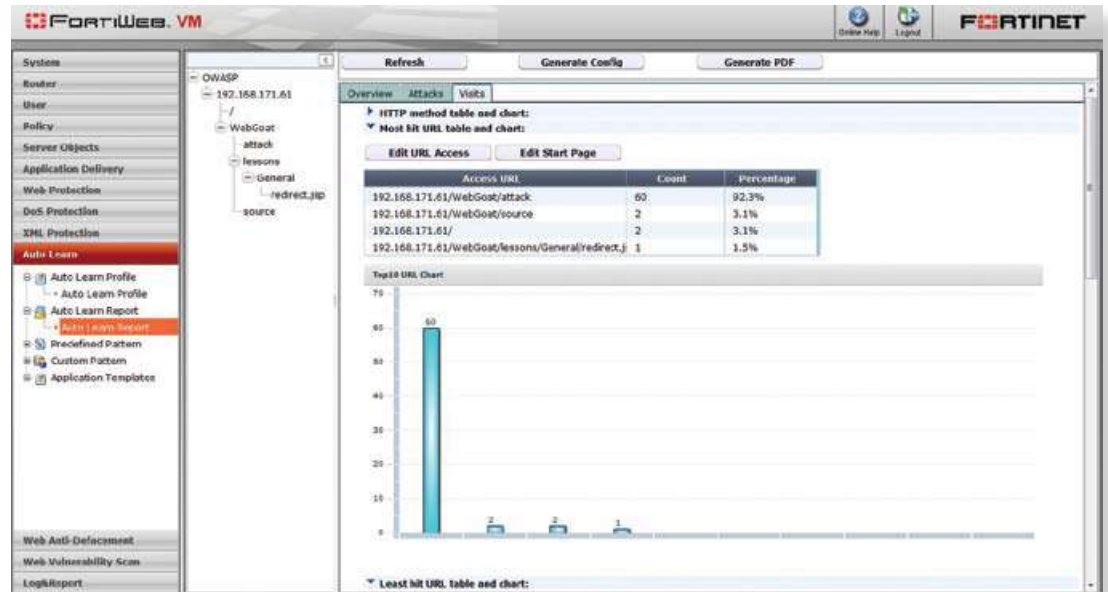 FORTIWEB. VM
Online Help
Logout
FORTINET
System
Router
User
Policy
Server Objects
Application Delivery
Web Protection
DoS Protection
XML Protection
Auto Learn
Auto Learn Profile
Auto Learn Profile
Auto Learn Report
Auto Learn Report
Predefined Pattern
Custom Pattern
Application Templates
Web Anti-Defacement
Web Vulnerability Scan
Log&Report
OWASP
192.168.171.61
/
WebGoat
attack
lessons
General
redirect.jsp
source
Refresh
Generate Config
Generate PDF
Overview Attacks Visits
HTTP method table and chart:
Most hit URL table and chart:
Edit URL Access
Edit Start Page
Access URL Count Percentage
192.168.171.61/WebGoat/attack 60 92.3%
192.168.171.61/WebGoat/source 2 3.1%
192.168.171.61/ 2 3.1%
192.168.171.61/WebGoat/lessons/General/redirect.j 1 1.5%
Top10 URL Chart
70
60
50
40
30
20
10
0
60
2
2
1
Least hit URL table and chart: